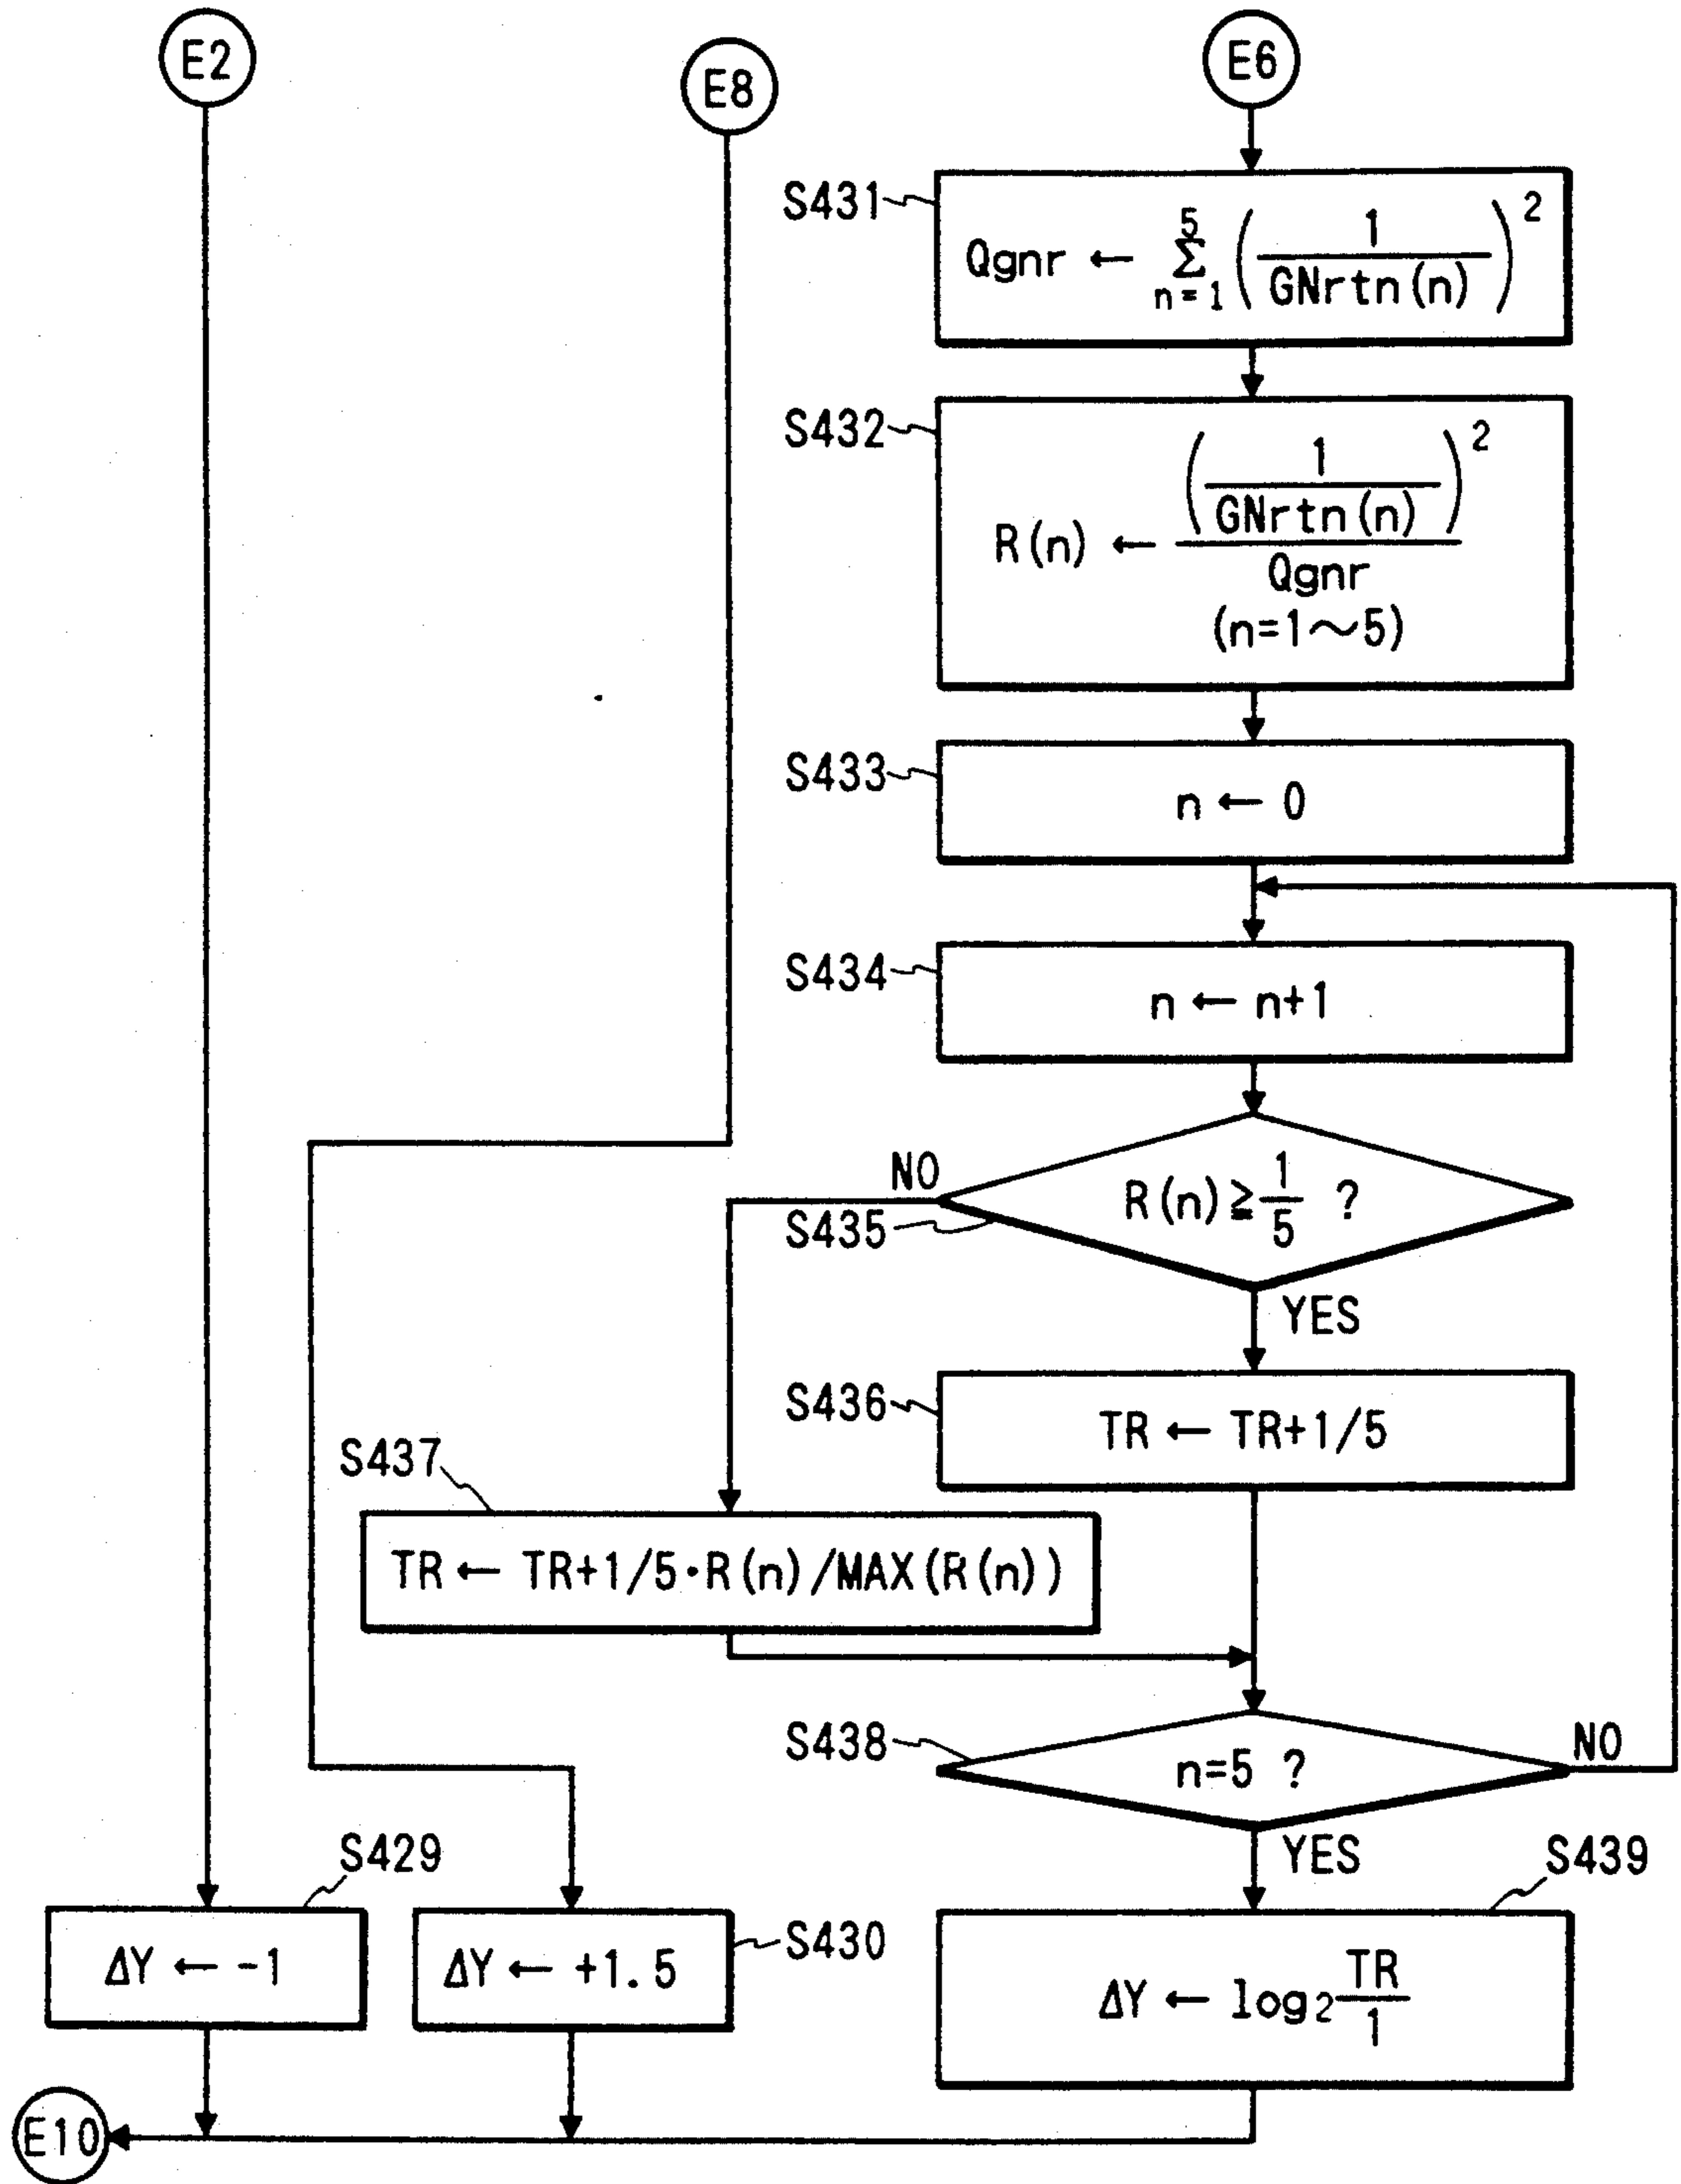 E2
E8
E6
S431
Qgnr ← Σ(n=1 5) (1/GNrtn(n))²
S432
R(n) ← (1/GNrtn(n))²/Qgnr
(n=1～5)
S433
n ← 0
S434
n ← n+1
NO
R(n)≧1/5 ?
S435
YES
S436
TR ← TR+1/5
S437
TR ← TR+1/5·R(n)/MAX(R(n))
S438
n=5 ?
NO
YES
S429
S439
ΔY ← -1
ΔY ← +1.5
S430
ΔY ← log₂ TR/1
E10